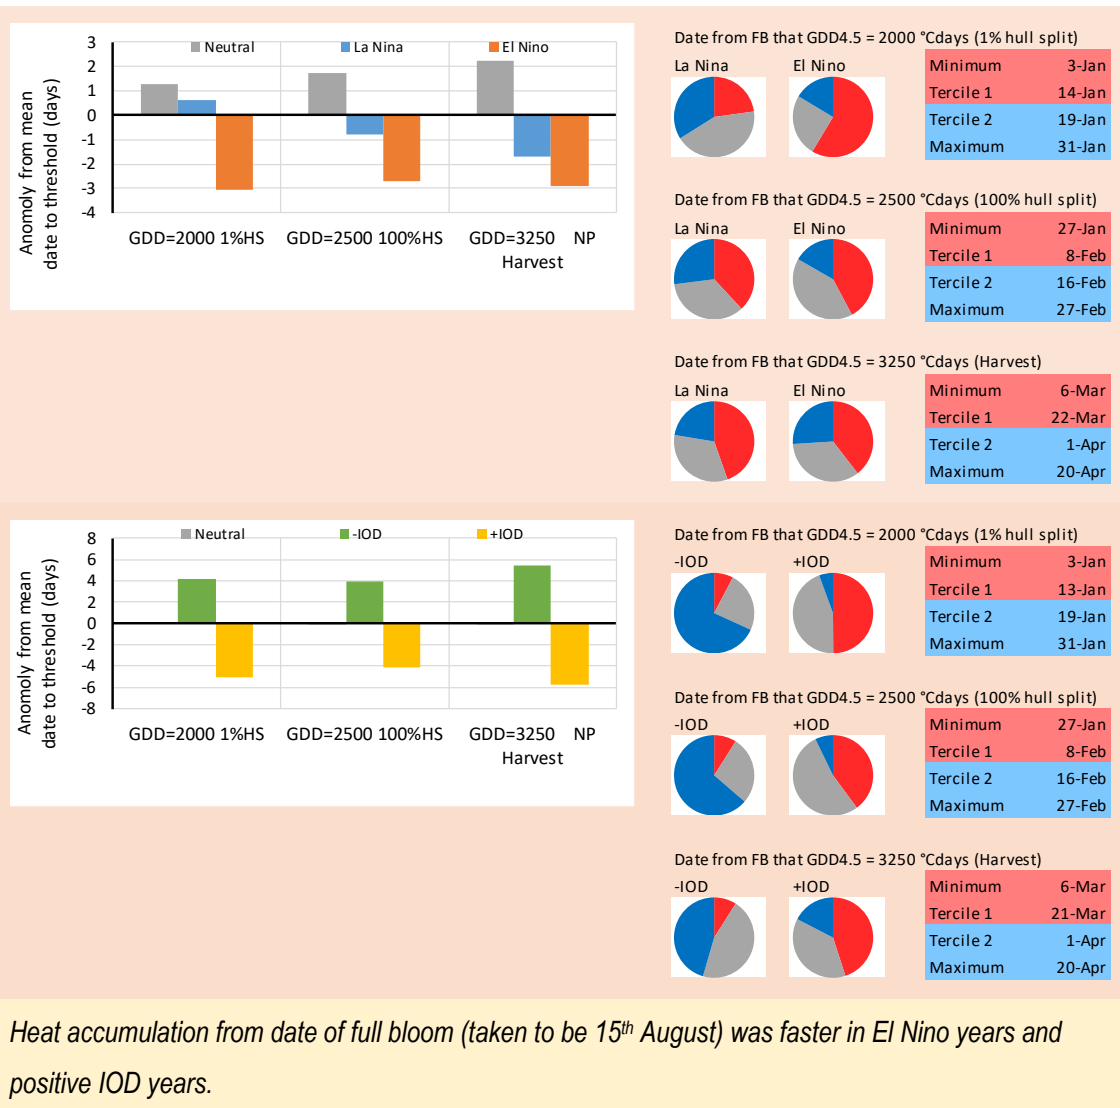 Neutral La Nina El Nino
3
2
1
0
-1
-2
-3
-4
Anomoly from mean
date to threshold (days)
GDD=2000 1%HS GDD=2500 100%HS GDD=3250 NP
Harvest
Date from FB that GDD4.5 = 2000 °Cdays (1% hull split)
La Nina El Nino
Minimum 3-Jan
Tercile 1 14-Jan
Tercile 2 19-Jan
Maximum 31-Jan
Date from FB that GDD4.5 = 2500 °Cdays (100% hull split)
La Nina El Nino
Minimum 27-Jan
Tercile 1 8-Feb
Tercile 2 16-Feb
Maximum 27-Feb
Date from FB that GDD4.5 = 3250 °Cdays (Harvest)
La Nina El Nino
Minimum 6-Mar
Tercile 1 22-Mar
Tercile 2 1-Apr
Maximum 20-Apr
Neutral -IOD +IOD
8
6
4
2
0
-2
-4
-6
-8
Anomoly from mean
date to threshold (days)
GDD=2000 1%HS GDD=2500 100%HS GDD=3250 NP
Harvest
Date from FB that GDD4.5 = 2000 °Cdays (1% hull split)
-IOD +IOD
Minimum 3-Jan
Tercile 1 13-Jan
Tercile 2 19-Jan
Maximum 31-Jan
Date from FB that GDD4.5 = 2500 °Cdays (100% hull split)
-IOD +IOD
Minimum 27-Jan
Tercile 1 8-Feb
Tercile 2 16-Feb
Maximum 27-Feb
Date from FB that GDD4.5 = 3250 °Cdays (Harvest)
-IOD +IOD
Minimum 6-Mar
Tercile 1 21-Mar
Tercile 2 1-Apr
Maximum 20-Apr
Heat accumulation from date of full bloom (taken to be 15th August) was faster in El Nino years and
positive IOD years.